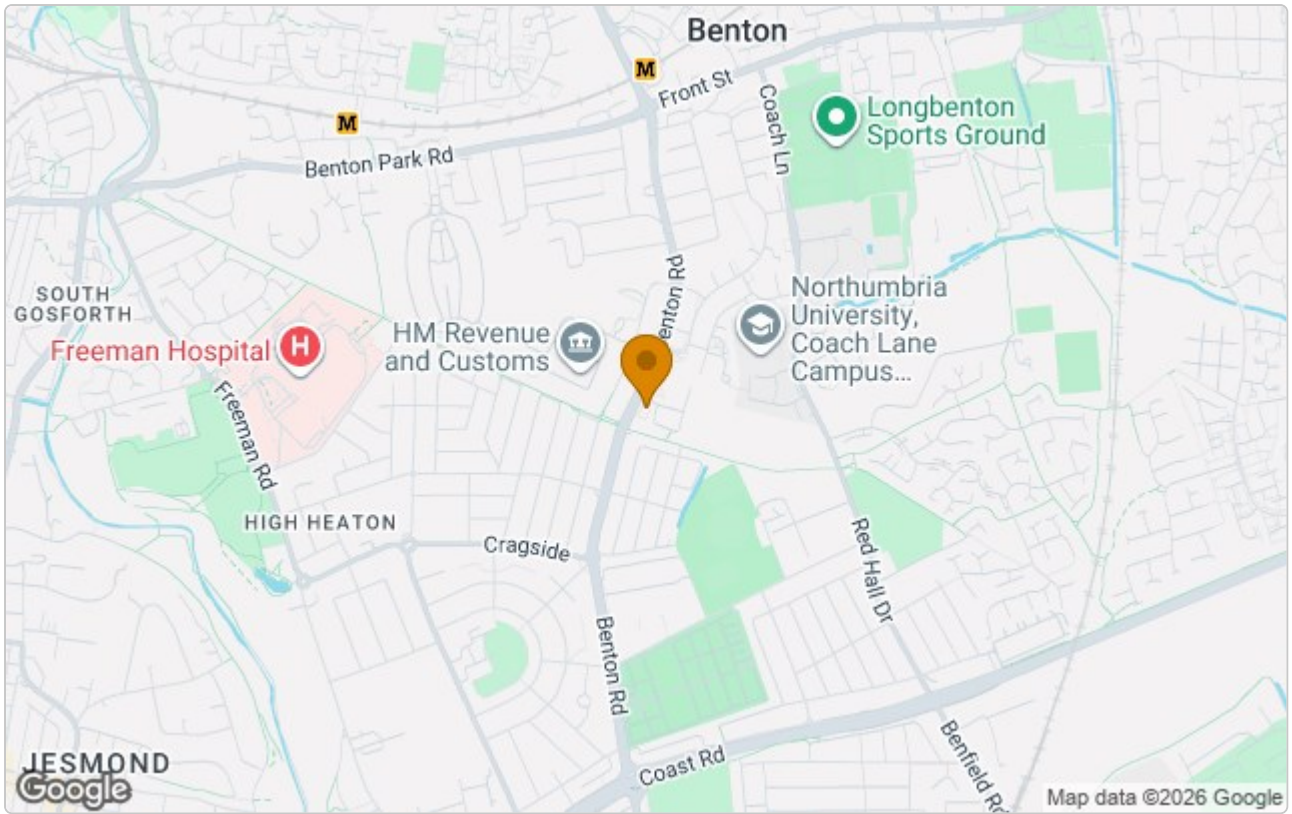 Benton
M
Front St
M
Benton Park Rd
Coach Ln
Longbenton
Sports Ground
SOUTH
GOSFORTH
enton Rd
Northumbria
University,
Coach Lane
Campus...
HM Revenue
and Customs
Freeman Hospital
H
Freeman Rd
HIGH HEATON
Cragside
Red Hall Dr
Benton Rd
JESMOND
Coast Rd
Benfield Rd
Google
Map data ©2026 Google